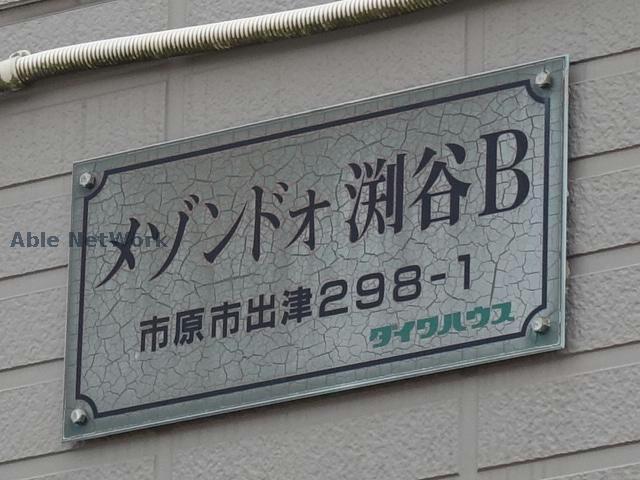 メゾンドオ渕谷B
市原市出津298-1
ダイワハウス
Able Network